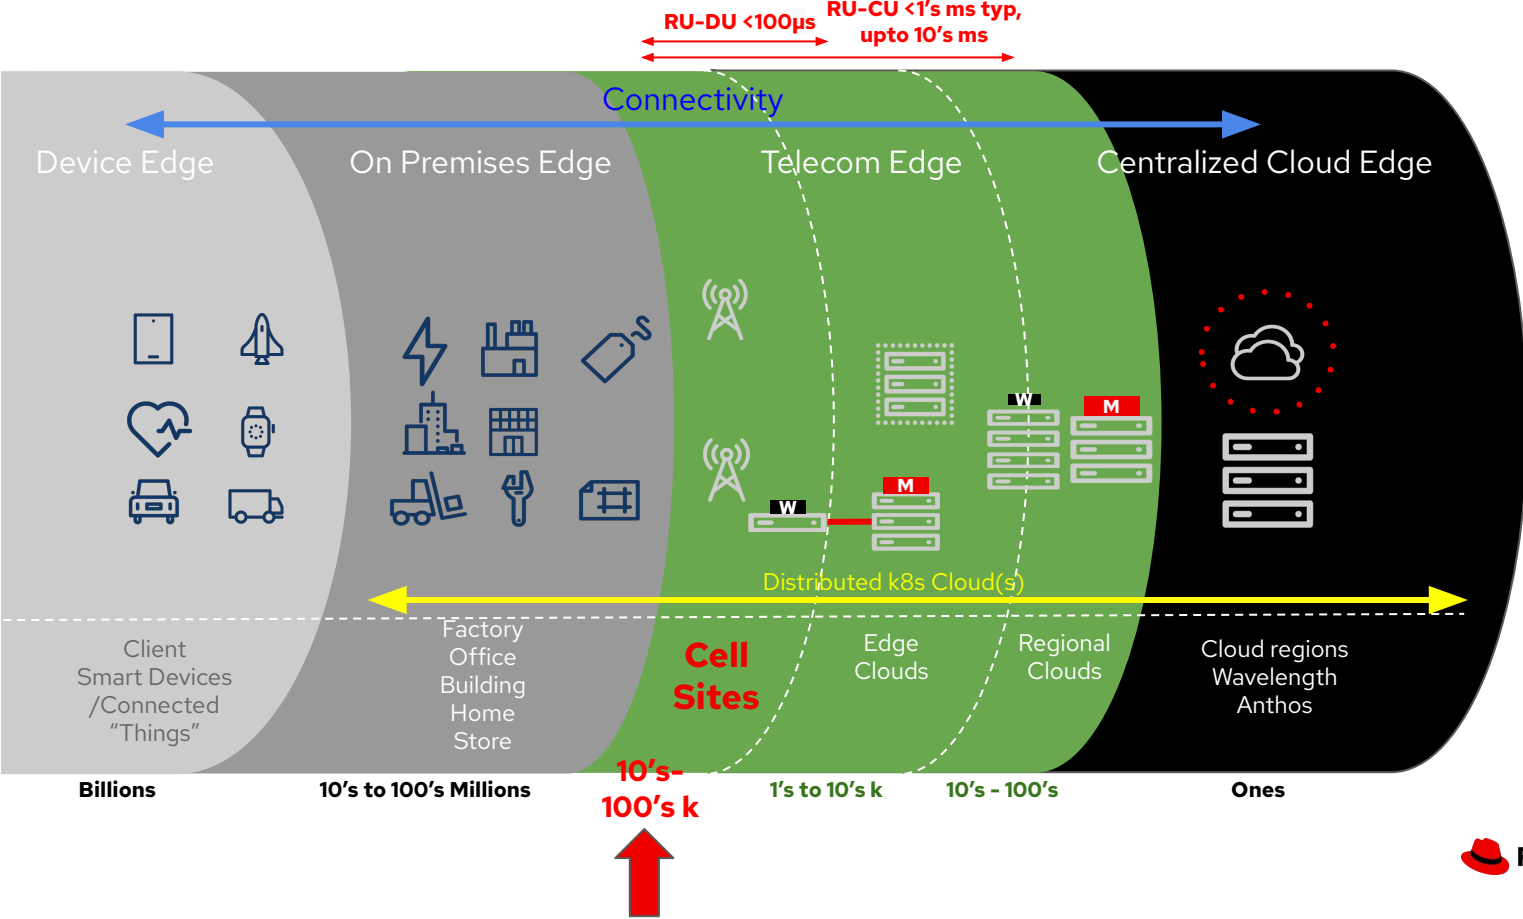 RU-DU <100µs
RU-CU <1’s ms typ,
upto 10’s ms
Connectivity
Device Edge
On Premises Edge
Telecom Edge
Centralized Cloud Edge
W
M
W
M
Distributed k8s Cloud(s)
Client
Smart Devices
/Connected
“Things”
Factory
Office
Building
Home
Store
Cell
Sites
Edge
Clouds
Regional
Clouds
Cloud regions
Wavelength
Anthos
Billions
10’s to 100’s Millions
10’s-
100’s k
1’s to 10’s k
10’s - 100’s
Ones